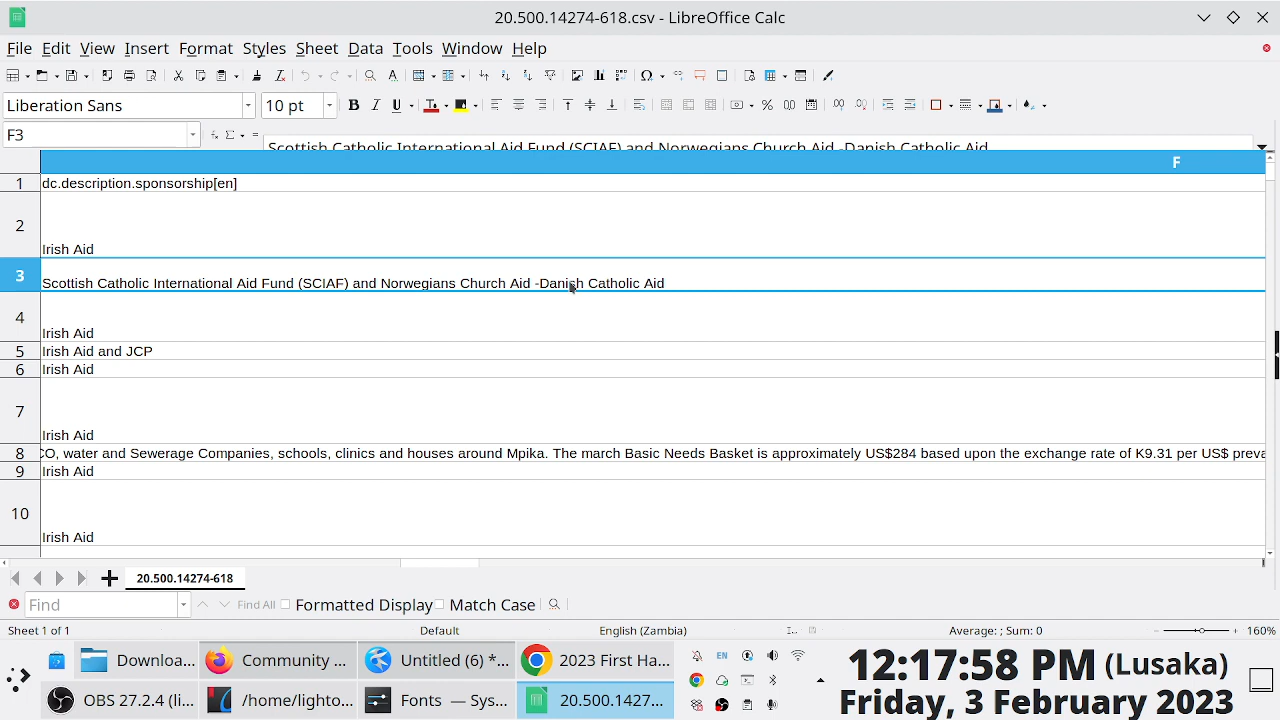 20.500.14274-618.csv - LibreOffice Calc
File Edit View Insert Format Styles Sheet Data Tools Window Help
Liberation Sans 10 pt
F3 Scottish Catholic International Aid Fund (SCIAF) and Norwegians Church Aid -Danish Catholic Aid
F
1 dc.description.sponsorship[en]
2 Irish Aid
3 Scottish Catholic International Aid Fund (SCIAF) and Norwegians Church Aid -Danish Catholic Aid
4 Irish Aid
5 Irish Aid and JCP
6 Irish Aid
7 Irish Aid
8 CO, water and Sewerage Companies, schools, clinics and houses around Mpika. The march Basic Needs Basket is approximately US$284 based upon the exchange rate of K9.31 per US$ preva
9 Irish Aid
10 Irish Aid
20.500.14274-618
Find Find All Formatted Display Match Case
Sheet 1 of 1 Default English (Zambia) Average: ; Sum: 0 160%
Downloa... Community ... Untitled (6) *... 2023 First Ha... EN 12:17:58 PM (Lusaka)
OBS 27.2.4 (li... /home/lighto... Fonts — Sys... 20.500.1427... Friday, 3 February 2023